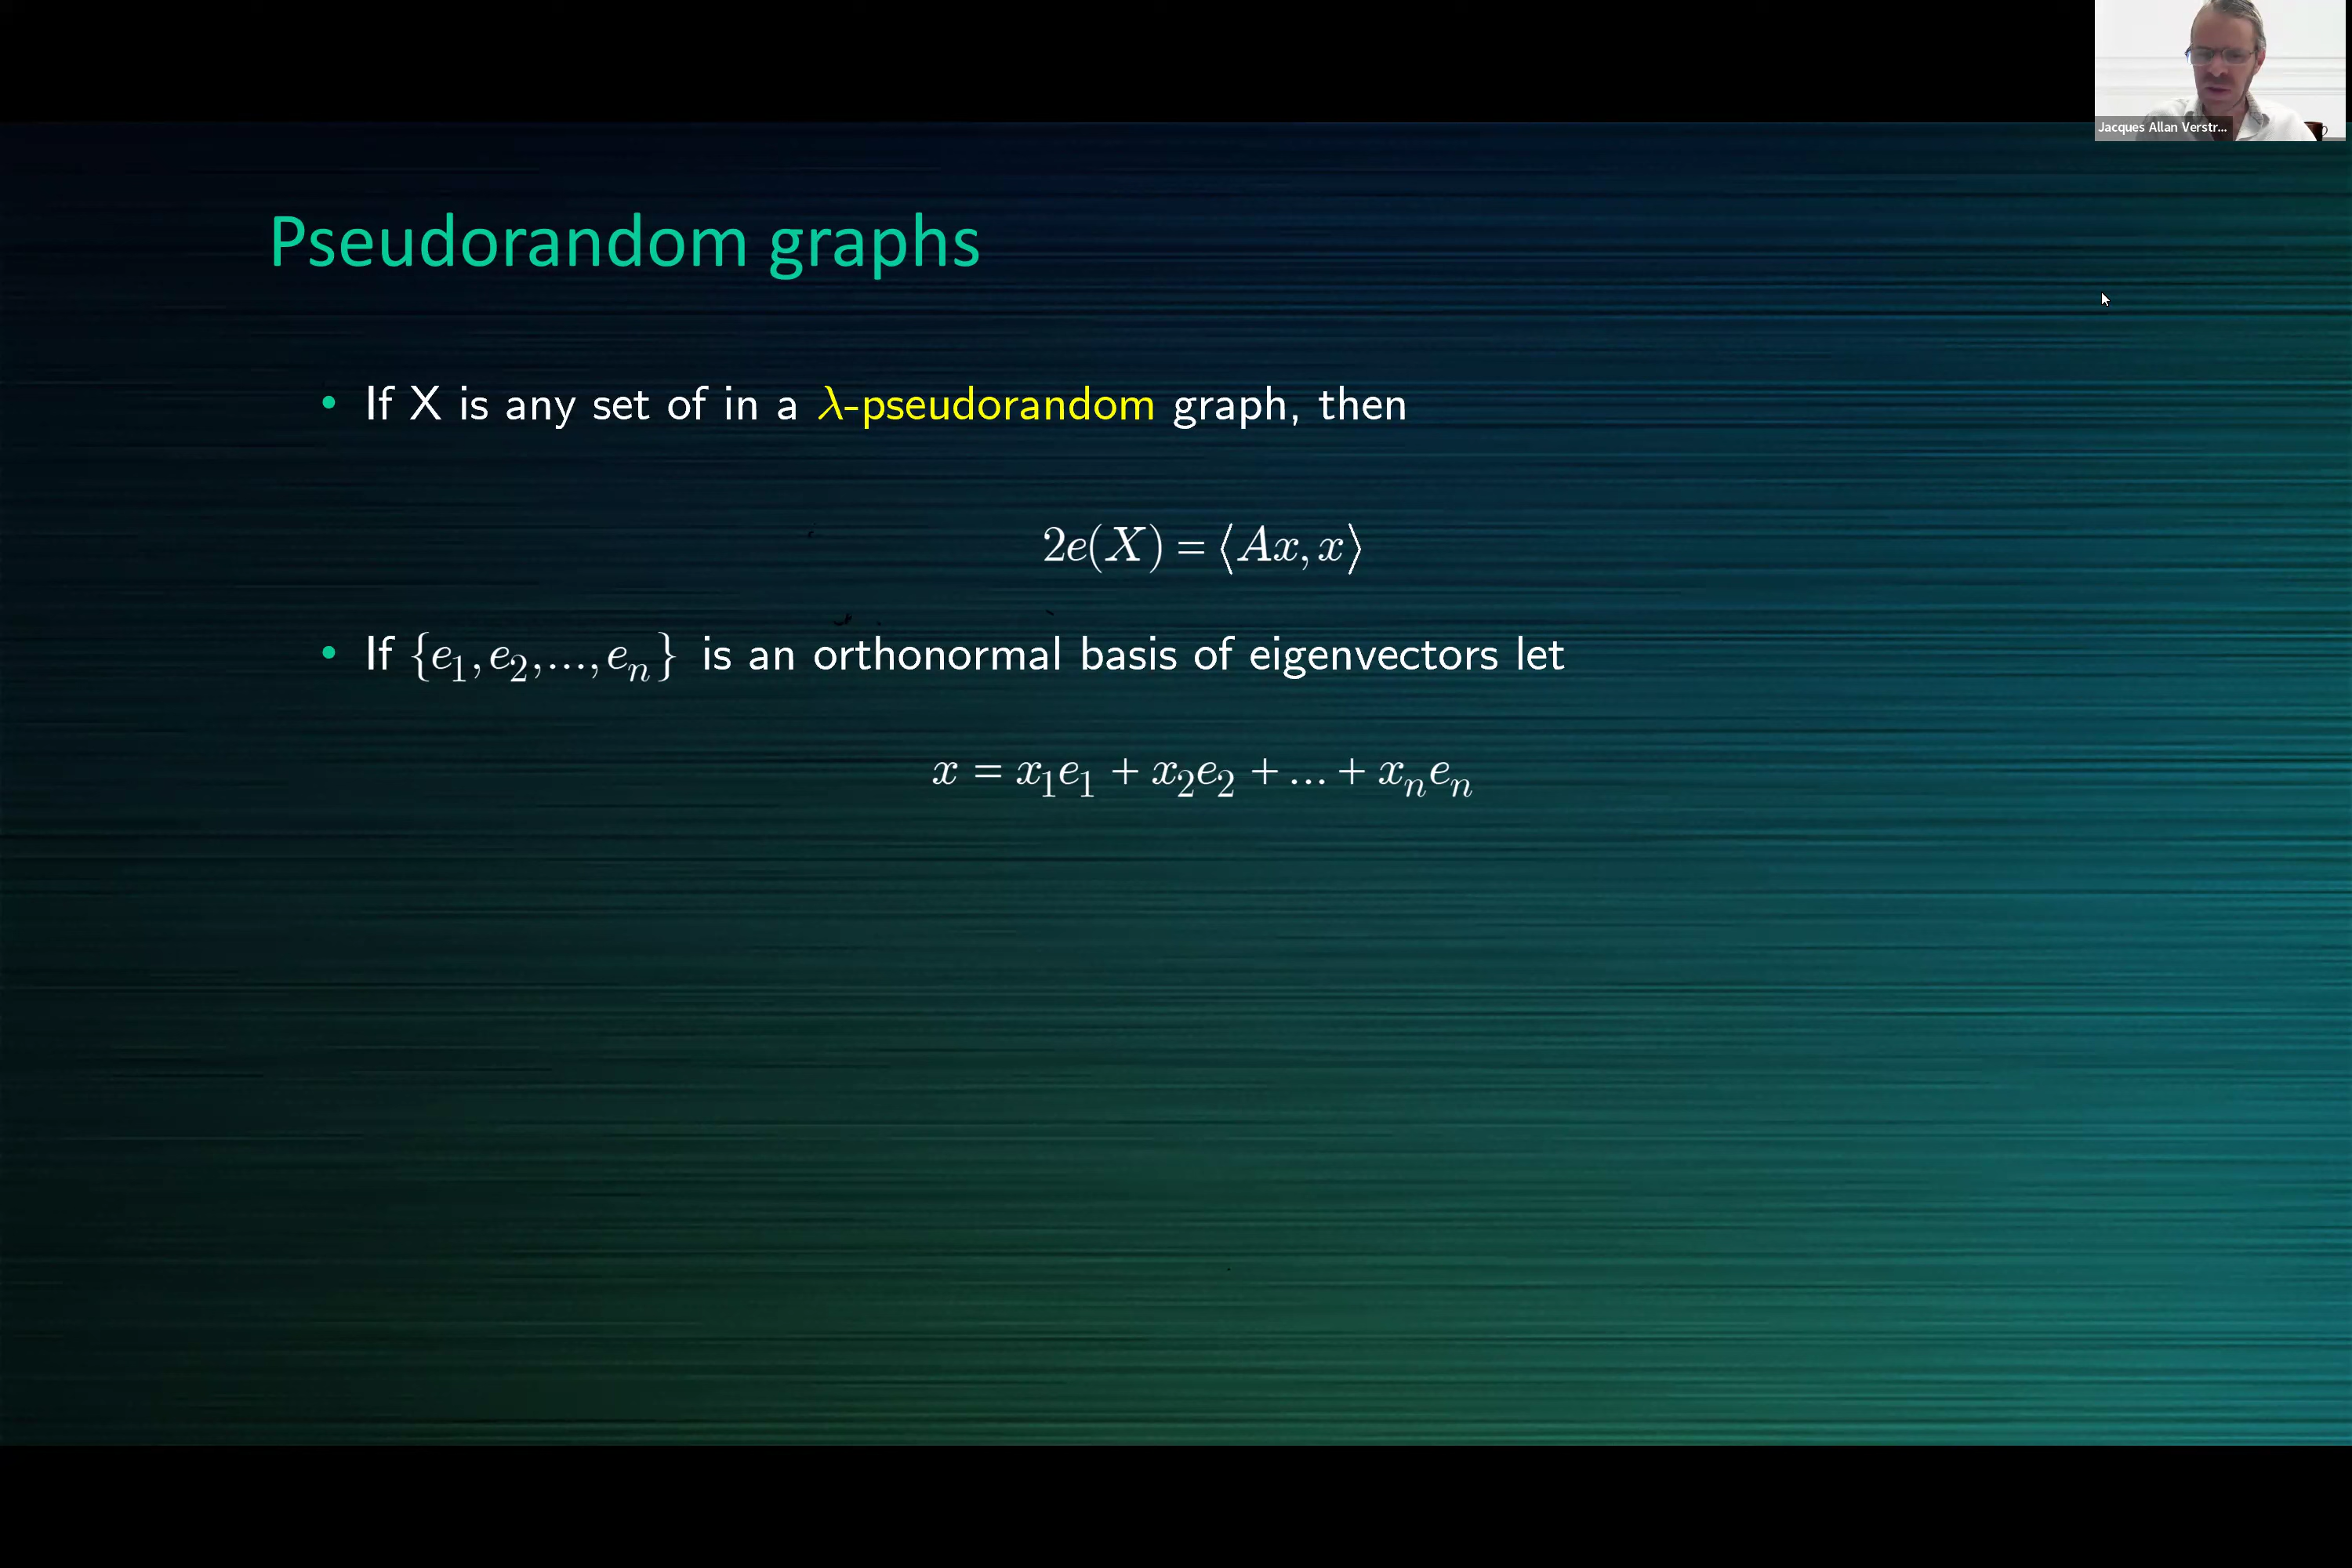 Jacques Allan Verstr...
Pseudorandom graphs
• If X is any set of in a λ-pseudorandom graph, then
2e(X) = ⟨Ax, x⟩
• If {e₁, e₂, ..., eₙ} is an orthonormal basis of eigenvectors let
x = x₁e₁ + x₂e₂ + ... + xₙeₙ